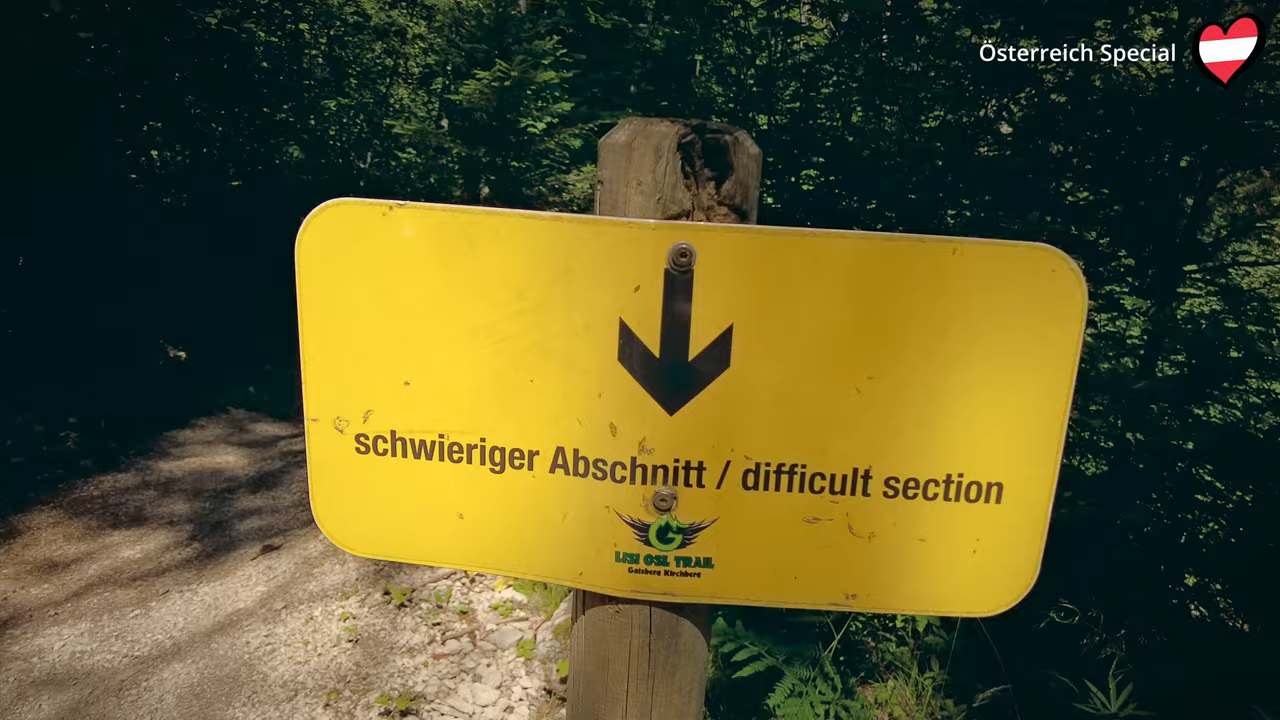 Österreich Special
schwieriger Abschnitt / difficult section
LISI OSL TRAIL
Gaisberg Kirchberg